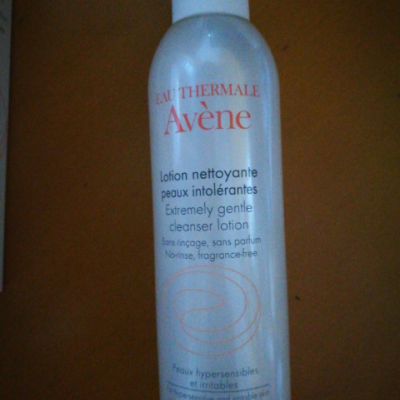 EAU THERMALE
Avène
Lotion nettoyante
peaux intolérantes
Extremely gentle
cleanser lotion
Sans rinçage, sans parfum
No-rinse, fragrance-free
Peaux hypersensibles
et irritables